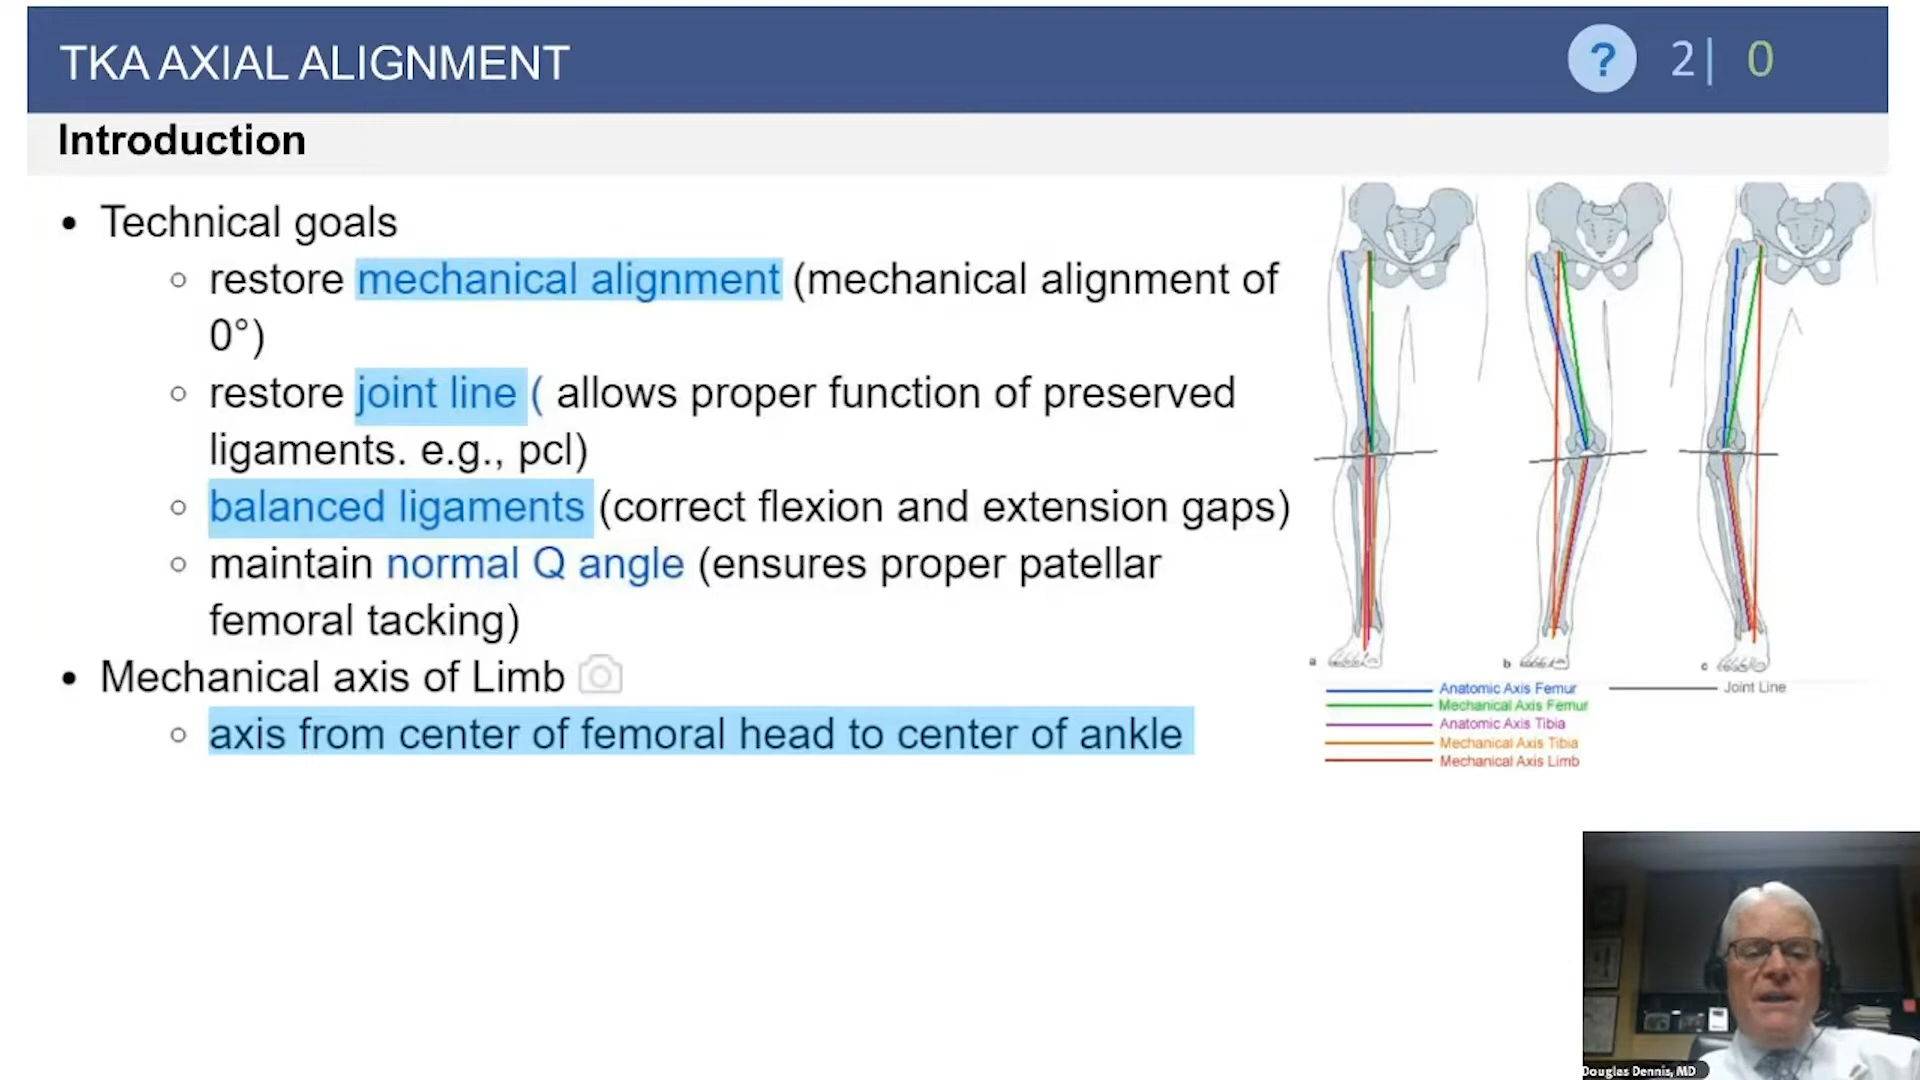 TKA AXIAL ALIGNMENT
? 2| 0
Introduction
• Technical goals
○ restore mechanical alignment (mechanical alignment of
0°)
○ restore joint line ( allows proper function of preserved
ligaments. e.g., pcl)
○ balanced ligaments (correct flexion and extension gaps)
○ maintain normal Q angle (ensures proper patellar
femoral tacking)
• Mechanical axis of Limb
○ axis from center of femoral head to center of ankle
a b c
Anatomic Axis Femur Joint Line
Mechanical Axis Femur
Anatomic Axis Tibia
Mechanical Axis Tibia
Mechanical Axis Limb
Douglas Dennis, MD